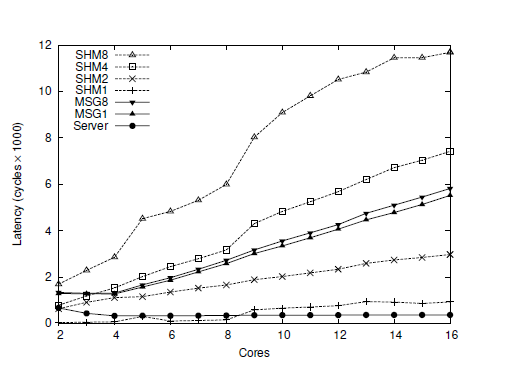 12
10
8
6
4
2
0
Latency (cycles × 1000)
SHM8
SHM4
SHM2
SHM1
MSG8
MSG1
Server
2 4 6 8 10 12 14 16
Cores